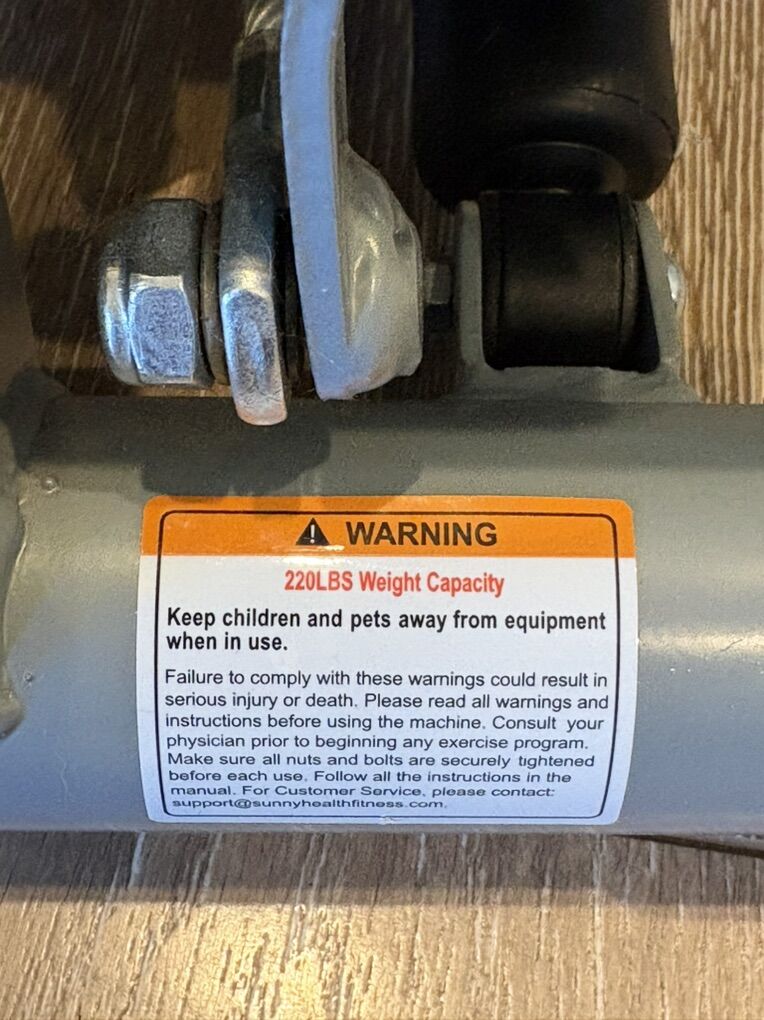 WARNING
220LBS Weight Capacity
Keep children and pets away from equipment
when in use.
Failure to comply with these warnings could result in
serious injury or death. Please read all warnings and
instructions before using the machine. Consult your
physician prior to beginning any exercise program.
Make sure all nuts and bolts are securely tightened
before each use. Follow all the instructions in the
manual. For Customer Service, please contact:
support@sunnyhealthfitness.com.